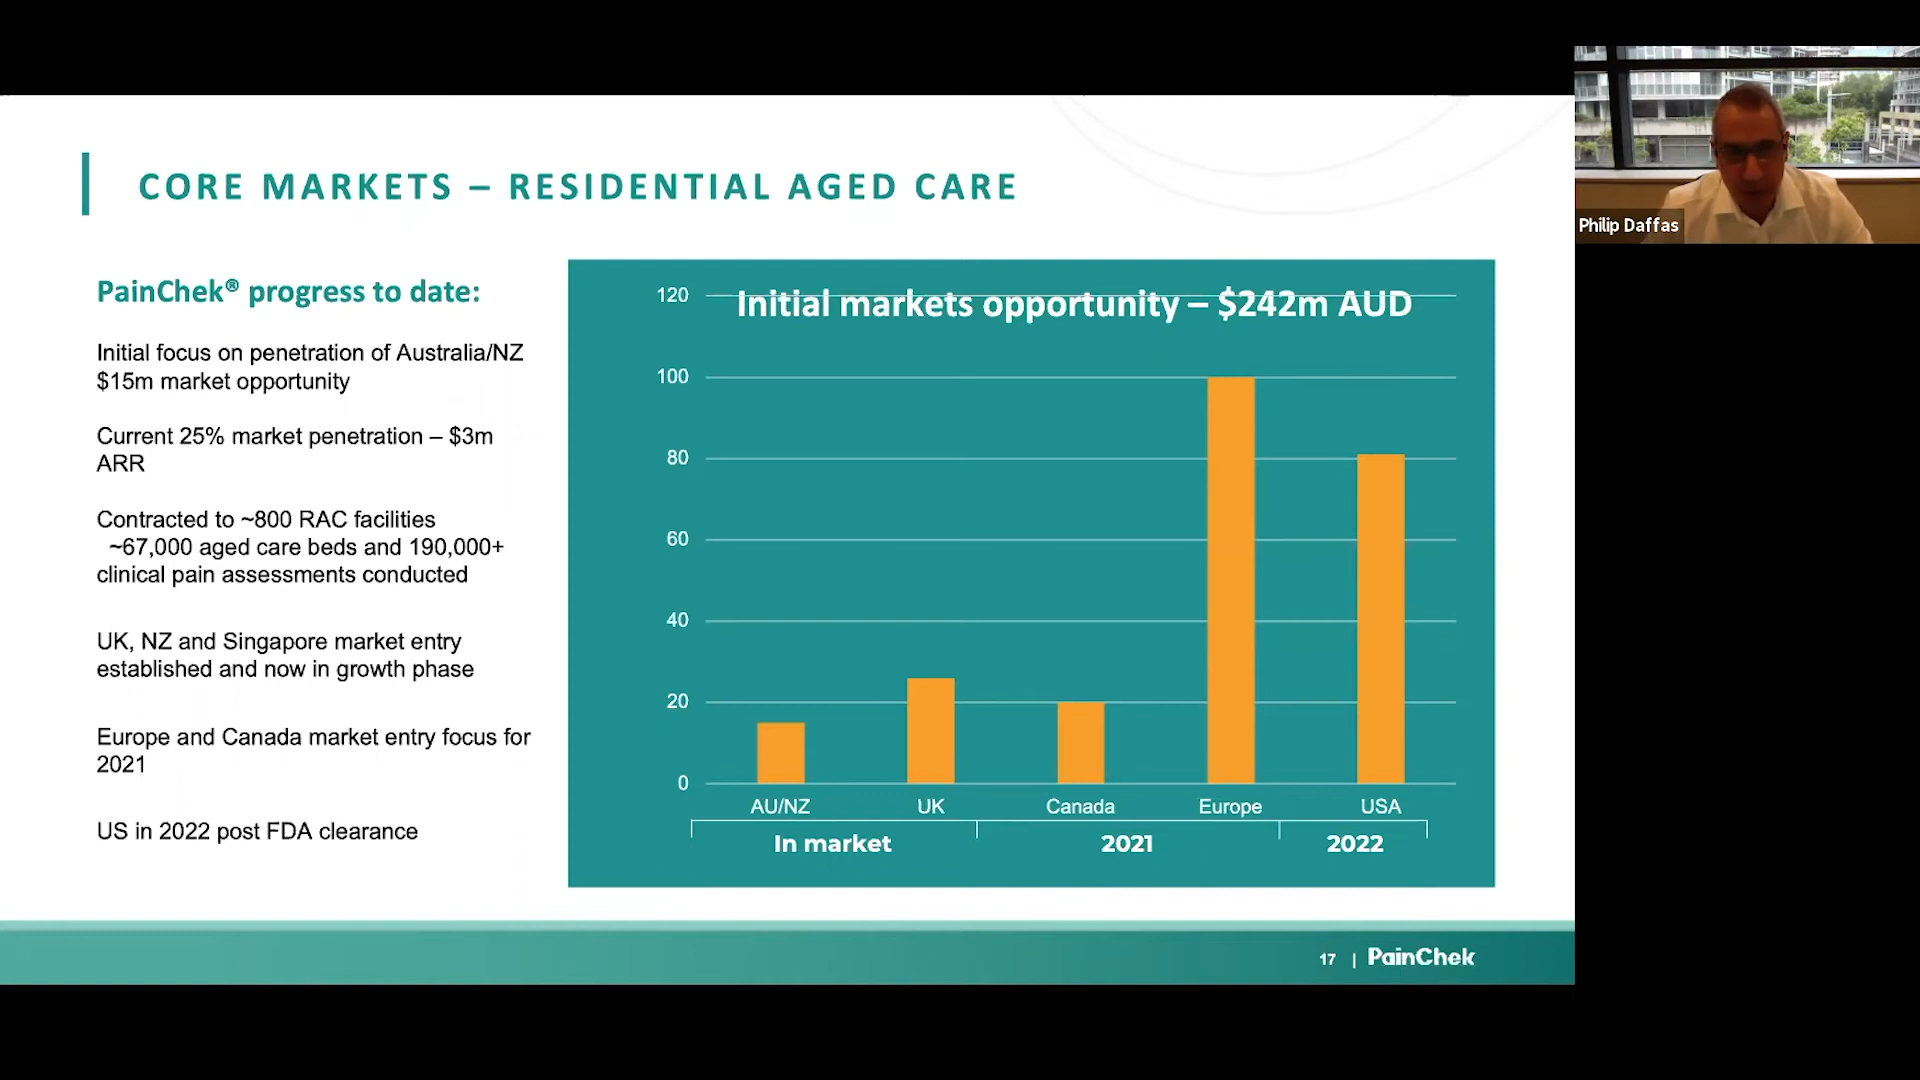 CORE MARKETS – RESIDENTIAL AGED CARE
Philip Daffas
PainChek® progress to date:
Initial focus on penetration of Australia/NZ
$15m market opportunity
Current 25% market penetration – $3m
ARR
Contracted to ~800 RAC facilities
~67,000 aged care beds and 190,000+
clinical pain assessments conducted
UK, NZ and Singapore market entry
established and now in growth phase
Europe and Canada market entry focus for
2021
US in 2022 post FDA clearance
Initial markets opportunity – $242m AUD
120
100
80
60
40
20
0
AU/NZ UK Canada Europe USA
In market 2021 2022
17 | PainChek